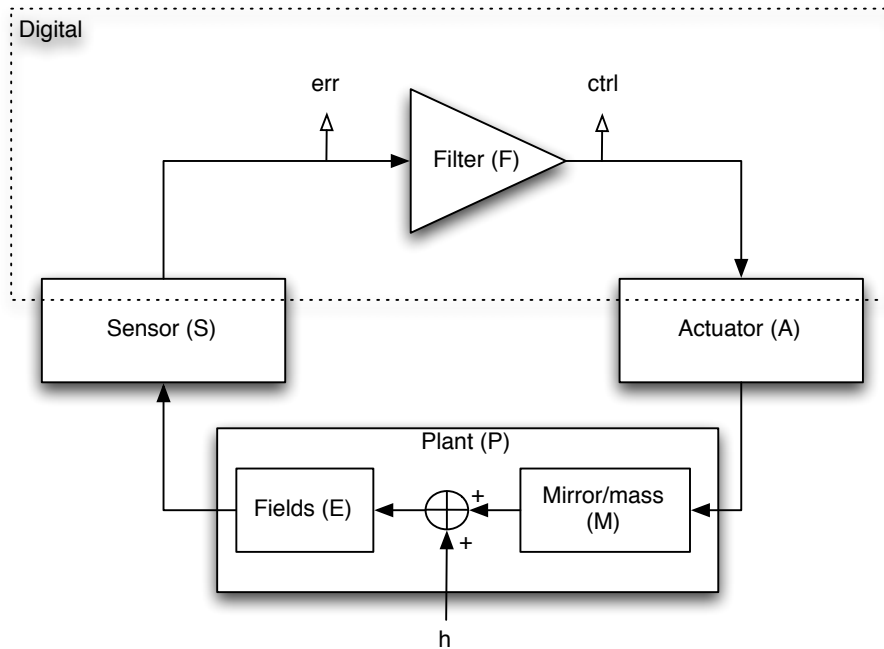 Digital
err
ctrl
Filter (F)
Sensor (S)
Actuator (A)
Plant (P)
Fields (E)
+
+
Mirror/mass
(M)
h